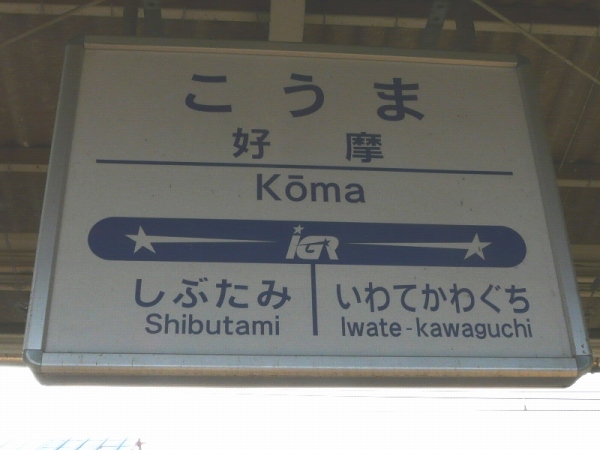 こうま
好摩
Kōma
IGR
しぶたみ いわてかわぐち
Shibutami Iwate-kawaguchi